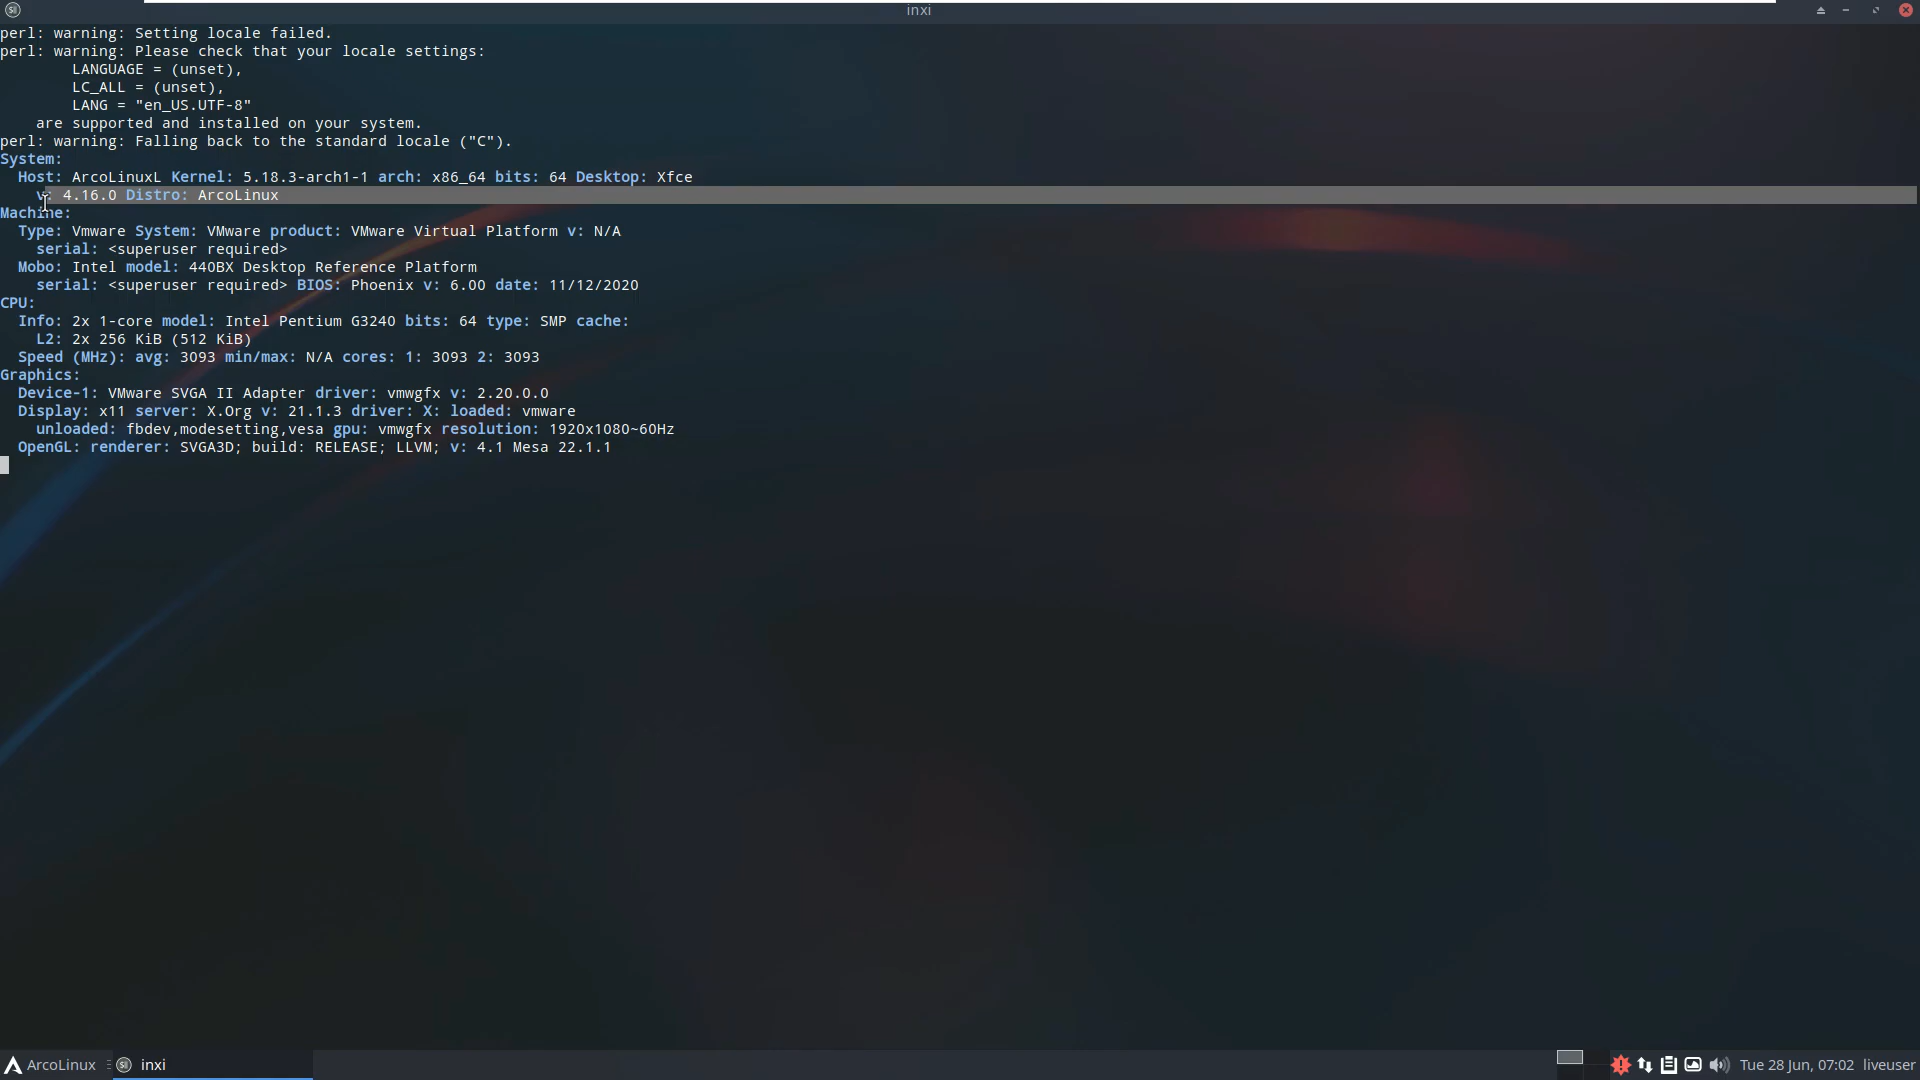 inxi
perl: warning: Setting locale failed.
perl: warning: Please check that your locale settings:
LANGUAGE = (unset),
LC_ALL = (unset),
LANG = "en_US.UTF-8"
are supported and installed on your system.
perl: warning: Falling back to the standard locale ("C").
System:
Host: ArcoLinuxL Kernel: 5.18.3-arch1-1 arch: x86_64 bits: 64 Desktop: Xfce
v: 4.16.0 Distro: ArcoLinux
Machine:
Type: Vmware System: VMware product: VMware Virtual Platform v: N/A
serial: <superuser required>
Mobo: Intel model: 440BX Desktop Reference Platform
serial: <superuser required> BIOS: Phoenix v: 6.00 date: 11/12/2020
CPU:
Info: 2x 1-core model: Intel Pentium G3240 bits: 64 type: SMP cache:
L2: 2x 256 KiB (512 KiB)
Speed (MHz): avg: 3093 min/max: N/A cores: 1: 3093 2: 3093
Graphics:
Device-1: VMware SVGA II Adapter driver: vmwgfx v: 2.20.0.0
Display: x11 server: X.Org v: 21.1.3 driver: X: loaded: vmware
unloaded: fbdev,modesetting,vesa gpu: vmwgfx resolution: 1920x1080~60Hz
OpenGL: renderer: SVGA3D; build: RELEASE; LLVM; v: 4.1 Mesa 22.1.1
ArcoLinux inxi Tue 28 Jun, 07:02 liveuser